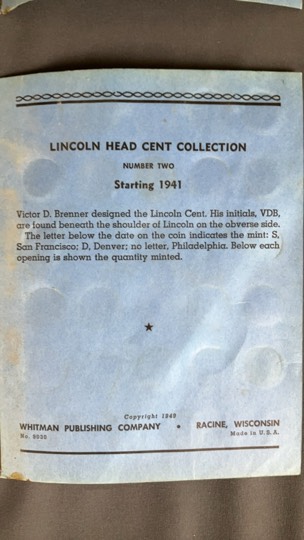 LINCOLN HEAD CENT COLLECTION
NUMBER TWO
Starting 1941
Victor D. Brenner designed the Lincoln Cent. His initials, VDB,
are found beneath the shoulder of Lincoln on the obverse side.
The letter below the date on the coin indicates the mint: S,
San Francisco; D, Denver; no letter, Philadelphia. Below each
opening is shown the quantity minted.
Copyright 1940
WHITMAN PUBLISHING COMPANY • RACINE, WISCONSIN
No. 9030 Made in U.S.A.